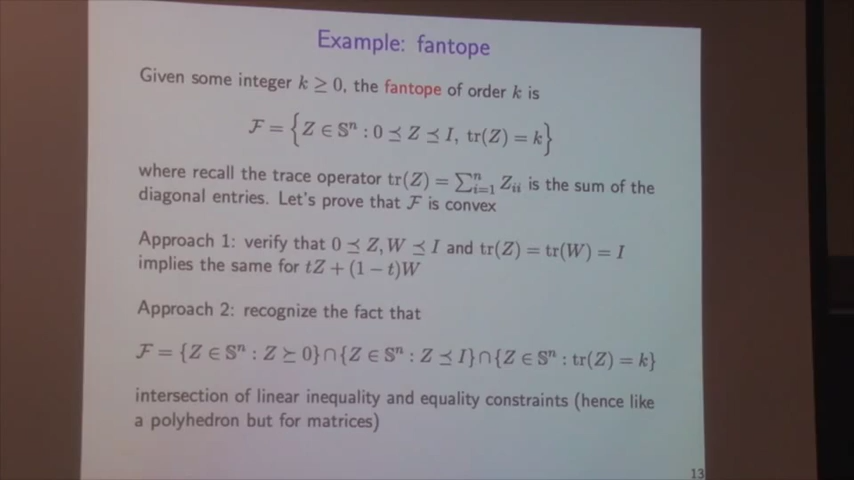 Example: fantope
Given some integer k ≥ 0, the fantope of order k is
F = {Z ∈ 𝕊ⁿ : 0 ⪯ Z ⪯ I, tr(Z) = k}
where recall the trace operator tr(Z) = ∑ⁿᵢ₌₁ Zᵢᵢ is the sum of the
diagonal entries. Let's prove that F is convex
Approach 1: verify that 0 ⪯ Z, W ⪯ I and tr(Z) = tr(W) = I
implies the same for tZ + (1 − t)W
Approach 2: recognize the fact that
F = {Z ∈ 𝕊ⁿ : Z ⪰ 0} ∩ {Z ∈ 𝕊ⁿ : Z ⪯ I} ∩ {Z ∈ 𝕊ⁿ : tr(Z) = k}
intersection of linear inequality and equality constraints (hence like
a polyhedron but for matrices)
13